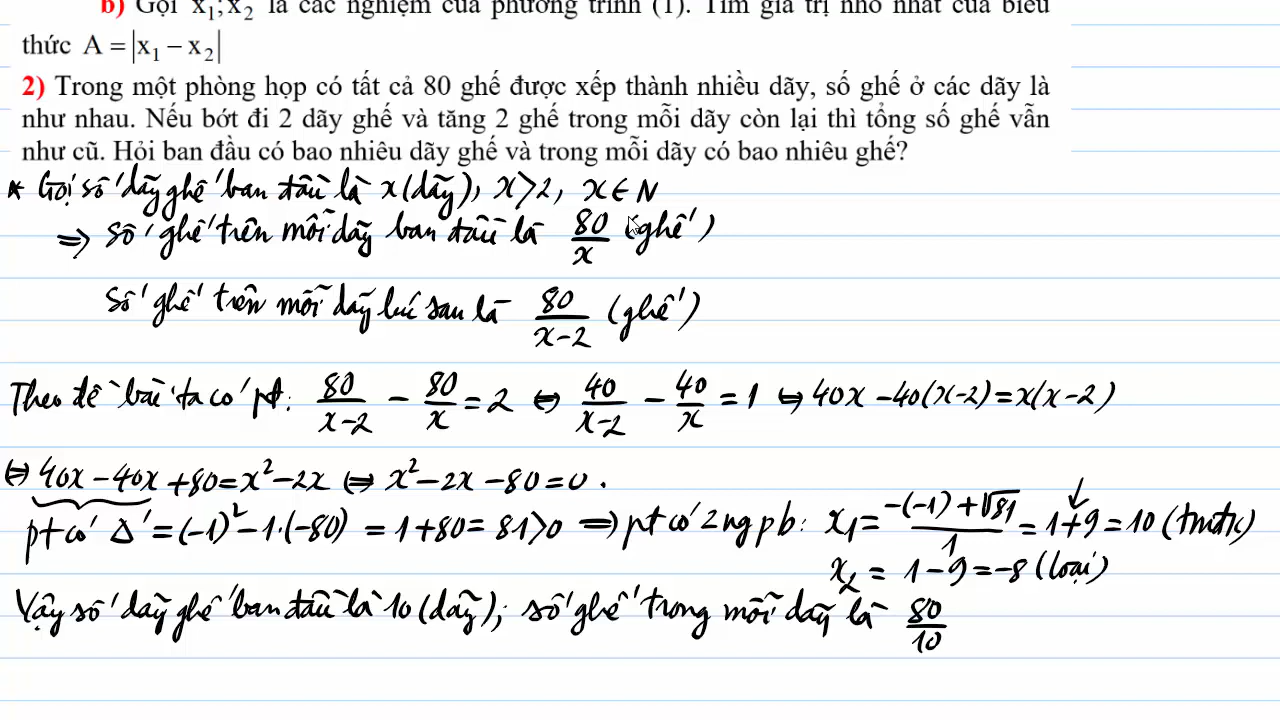 b) Gọi x₁; x₂ là các nghiệm của phương trình (1). Tìm giá trị nhỏ nhất của biểu
thức A = |x₁ − x₂|
2) Trong một phòng họp có tất cả 80 ghế được xếp thành nhiều dãy, số ghế ở các dãy là
như nhau. Nếu bớt đi 2 dãy ghế và tăng 2 ghế trong mỗi dãy còn lại thì tổng số ghế vẫn
như cũ. Hỏi ban đầu có bao nhiêu dãy ghế và trong mỗi dãy có bao nhiêu ghế?
* Gọi số dãy ghế ban đầu là x (dãy), x > 2, x ∈ N
⇒ Số ghế trên mỗi dãy ban đầu là 80/x (ghế)
Số ghế trên mỗi dãy lúc sau là 80/(x−2) (ghế)
Theo đề bài ta có pt: 80/(x−2) − 80/x = 2 ⇔ 40/(x−2) − 40/x = 1 ⇔ 40x − 40(x−2) = x(x−2)
⇔ 40x − 40x + 80 = x² − 2x ⇔ x² − 2x − 80 = 0.
pt có Δ' = (−1)² − 1·(−80) = 1 + 80 = 81 > 0 ⇒ pt có 2 ng pb: x₁ = (−(−1) + √81)/1 = 1 + 9 = 10 (tmđk)
x₂ = 1 − 9 = −8 (loại)
Vậy số dãy ghế ban đầu là 10 (dãy); số ghế trong mỗi dãy là 80/10